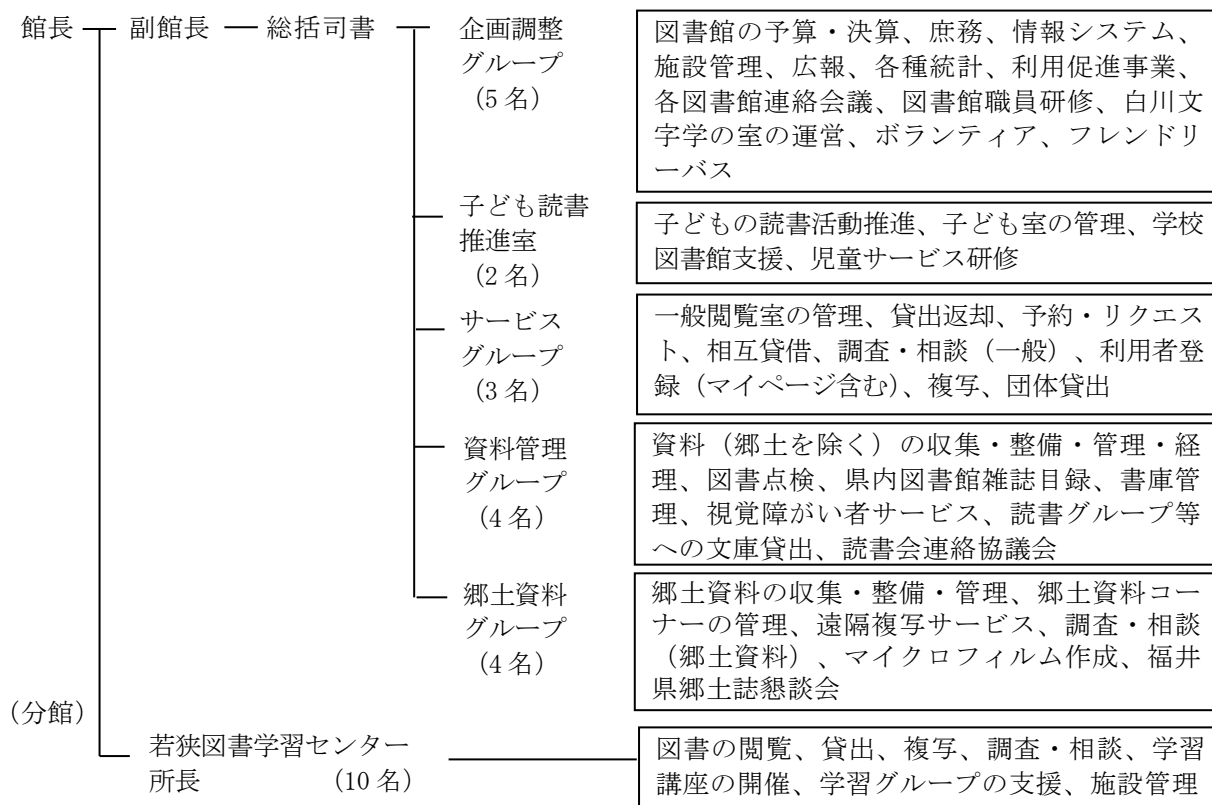 館長 副館長 総括司書 企画調整
グループ
（5名）
図書館の予算・決算、庶務、情報システム、
施設管理、広報、各種統計、利用促進事業、
各図書館連絡会議、図書館職員研修、白川文
字学の室の運営、ボランティア、フレンドリ
ーバス
子ども読書
推進室
（2名）
子どもの読書活動推進、子ども室の管理、学校
図書館支援、児童サービス研修
サービス
グループ
（3名）
一般閲覧室の管理、貸出返却、予約・リクエス
ト、相互貸借、調査・相談（一般）、利用者登
録（マイページ含む）、複写、団体貸出
資料管理
グループ
（4名）
資料（郷土を除く）の収集・整備・管理・経
理、図書点検、県内図書館雑誌目録、書庫管
理、視覚障がい者サービス、読書グループ等
への文庫貸出、読書会連絡協議会
郷土資料
グループ
（4名）
郷土資料の収集・整備・管理、郷土資料コー
ナーの管理、遠隔複写サービス、調査・相談
（郷土資料）、マイクロフィルム作成、福井
県郷土誌懇談会
（分館）
若狭図書学習センター
所長 （10名）
図書の閲覧、貸出、複写、調査・相談、学習
講座の開催、学習グループの支援、施設管理